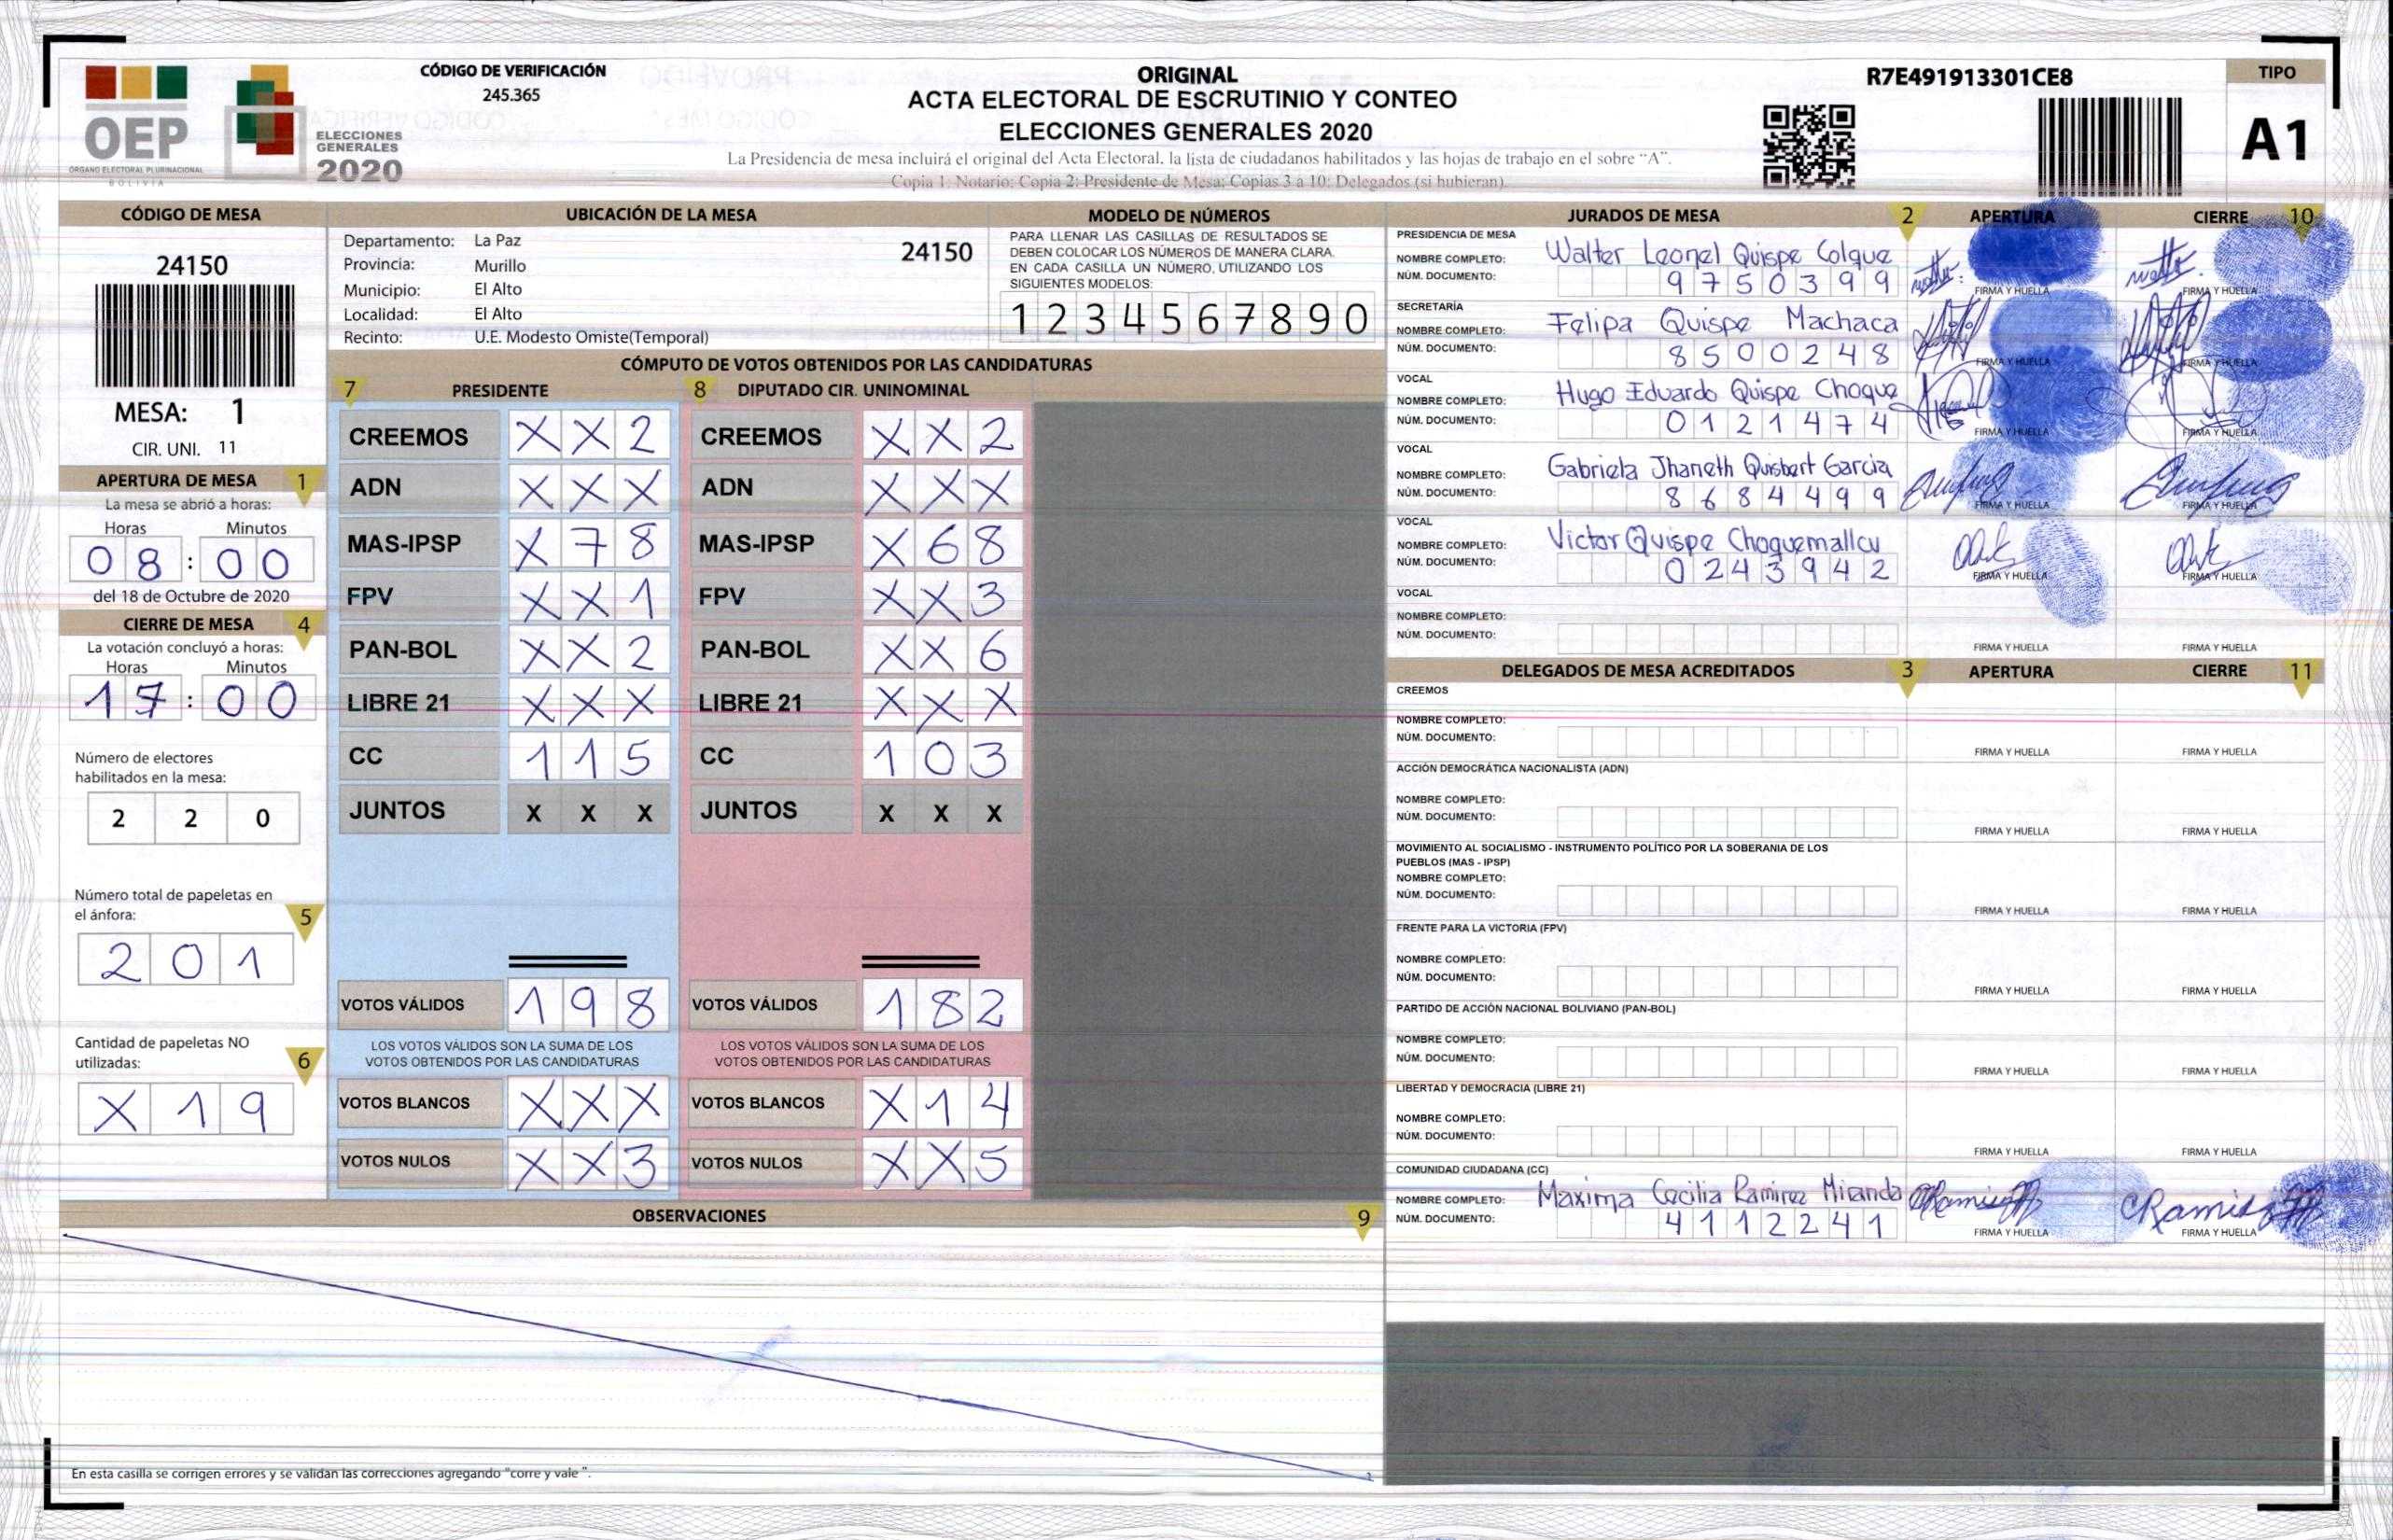 CÓDIGO DE VERIFICACIÓN
245.365
OEP
ÓRGANO ELECTORAL PLURINACIONAL
BOLIVIA
ELECCIONES
GENERALES
2020
ORIGINAL
ACTA ELECTORAL DE ESCRUTINIO Y CONTEO
ELECCIONES GENERALES 2020
La Presidencia de mesa incluirá el original del Acta Electoral, la lista de ciudadanos habilitados y las hojas de trabajo en el sobre "A".
Copia 1: Notario; Copia 2: Presidente de Mesa; Copias 3 a 10: Delegados (si hubieran).
R7E491913301CE8
TIPO
A1
CÓDIGO DE MESA
24150
MESA: 1
CIR. UNI. 11
APERTURA DE MESA 1
La mesa se abrió a horas:
Horas Minutos
08:00
del 18 de Octubre de 2020
CIERRE DE MESA 4
La votación concluyó a horas:
Horas Minutos
17:00
Número de electores
habilitados en la mesa:
2 2 0
Número total de papeletas en
el ánfora: 5
2 0 1
Cantidad de papeletas NO
utilizadas: 6
X 1 9
UBICACIÓN DE LA MESA
Departamento: La Paz 24150
Provincia: Murillo
Municipio: El Alto
Localidad: El Alto
Recinto: U.E. Modesto Omiste(Temporal)
MODELO DE NÚMEROS
PARA LLENAR LAS CASILLAS DE RESULTADOS SE
DEBEN COLOCAR LOS NÚMEROS DE MANERA CLARA.
EN CADA CASILLA UN NÚMERO, UTILIZANDO LOS
SIGUIENTES MODELOS:
1 2 3 4 5 6 7 8 9 0
CÓMPUTO DE VOTOS OBTENIDOS POR LAS CANDIDATURAS
7 PRESIDENTE 8 DIPUTADO CIR. UNINOMINAL
CREEMOS X X 2 CREEMOS X X 2
ADN X X X ADN X X X
MAS-IPSP X 7 8 MAS-IPSP X 6 8
FPV X X 1 FPV X X 3
PAN-BOL X X 2 PAN-BOL X X 6
LIBRE 21 X X X LIBRE 21 X X X
CC 1 1 5 CC 1 0 3
JUNTOS X X X JUNTOS X X X
VOTOS VÁLIDOS 1 9 8 VOTOS VÁLIDOS 1 8 2
LOS VOTOS VÁLIDOS SON LA SUMA DE LOS LOS VOTOS VÁLIDOS SON LA SUMA DE LOS
VOTOS OBTENIDOS POR LAS CANDIDATURAS VOTOS OBTENIDOS POR LAS CANDIDATURAS
VOTOS BLANCOS X X X VOTOS BLANCOS X 1 4
VOTOS NULOS X X 3 VOTOS NULOS X X 5
OBSERVACIONES 9
En esta casilla se corrigen errores y se validan las correcciones agregando "corre y vale ".
JURADOS DE MESA 2 APERTURA CIERRE 10
PRESIDENCIA DE MESA
NOMBRE COMPLETO: Walter Leonel Quispe Colque
NÚM. DOCUMENTO: 9750399 FIRMA Y HUELLA FIRMA Y HUELLA
SECRETARÍA
NOMBRE COMPLETO: Felipa Quispe Machaca
NÚM. DOCUMENTO: 8500248 FIRMA Y HUELLA FIRMA Y HUELLA
VOCAL
NOMBRE COMPLETO: Hugo Eduardo Quispe Choque
NÚM. DOCUMENTO: 0121474 FIRMA Y HUELLA FIRMA Y HUELLA
VOCAL
NOMBRE COMPLETO: Gabriela Jhaneth Quisbert Garcia
NÚM. DOCUMENTO: 8684499 FIRMA Y HUELLA FIRMA Y HUELLA
VOCAL
NOMBRE COMPLETO: Victor Quispe Choquemallcu
NÚM. DOCUMENTO: 0243942 FIRMA Y HUELLA FIRMA Y HUELLA
VOCAL
NOMBRE COMPLETO:
NÚM. DOCUMENTO: FIRMA Y HUELLA FIRMA Y HUELLA
DELEGADOS DE MESA ACREDITADOS 3 APERTURA CIERRE 11
CREEMOS
NOMBRE COMPLETO:
NÚM. DOCUMENTO: FIRMA Y HUELLA FIRMA Y HUELLA
ACCIÓN DEMOCRÁTICA NACIONALISTA (ADN)
NOMBRE COMPLETO:
NÚM. DOCUMENTO: FIRMA Y HUELLA FIRMA Y HUELLA
MOVIMIENTO AL SOCIALISMO - INSTRUMENTO POLÍTICO POR LA SOBERANIA DE LOS
PUEBLOS (MAS - IPSP)
NOMBRE COMPLETO:
NÚM. DOCUMENTO: FIRMA Y HUELLA FIRMA Y HUELLA
FRENTE PARA LA VICTORIA (FPV)
NOMBRE COMPLETO:
NÚM. DOCUMENTO: FIRMA Y HUELLA FIRMA Y HUELLA
PARTIDO DE ACCIÓN NACIONAL BOLIVIANO (PAN-BOL)
NOMBRE COMPLETO:
NÚM. DOCUMENTO: FIRMA Y HUELLA FIRMA Y HUELLA
LIBERTAD Y DEMOCRACIA (LIBRE 21)
NOMBRE COMPLETO:
NÚM. DOCUMENTO: FIRMA Y HUELLA FIRMA Y HUELLA
COMUNIDAD CIUDADANA (CC)
NOMBRE COMPLETO: Maxima Cecilia Ramirez Miranda
NÚM. DOCUMENTO: 4112241 FIRMA Y HUELLA FIRMA Y HUELLA